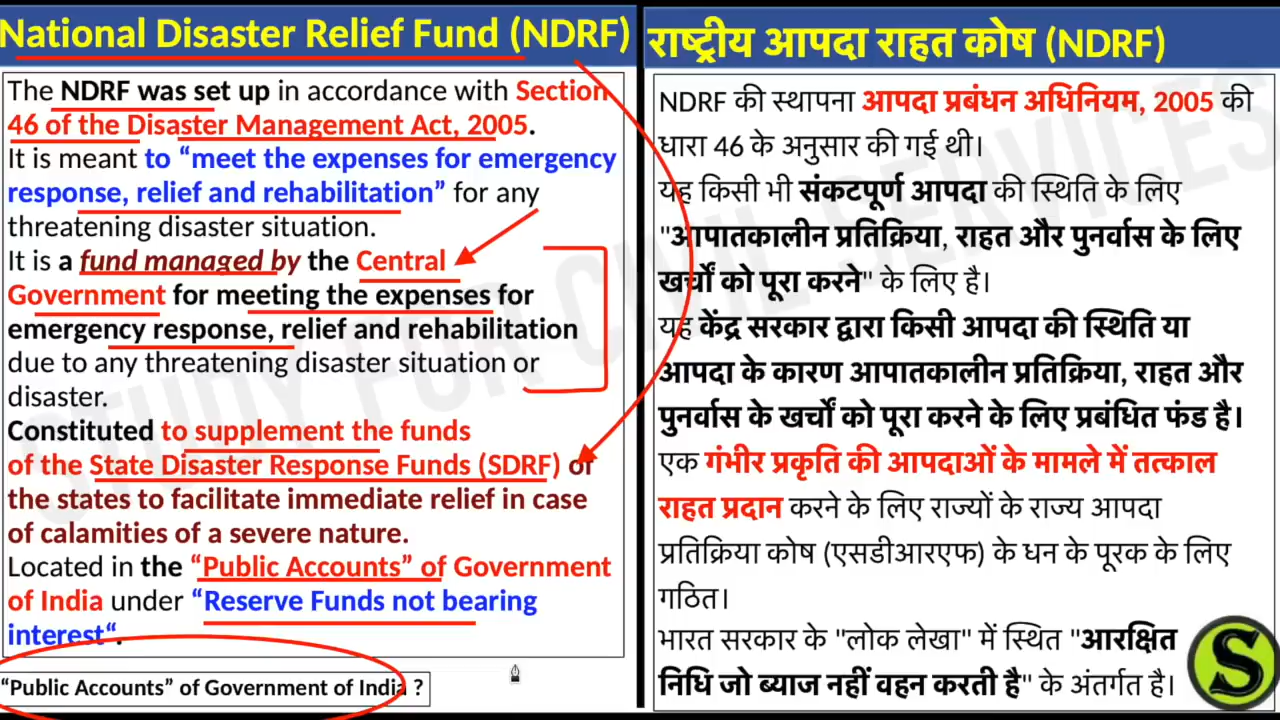 National Disaster Relief Fund (NDRF)
The NDRF was set up in accordance with Section
46 of the Disaster Management Act, 2005.
It is meant to “meet the expenses for emergency
response, relief and rehabilitation” for any
threatening disaster situation.
It is a fund managed by the Central
Government for meeting the expenses for
emergency response, relief and rehabilitation
due to any threatening disaster situation or
disaster.
Constituted to supplement the funds
of the State Disaster Response Funds (SDRF) of
the states to facilitate immediate relief in case
of calamities of a severe nature.
Located in the “Public Accounts” of Government
of India under “Reserve Funds not bearing
interest“.
“Public Accounts” of Government of India ?
राष्ट्रीय आपदा राहत कोष (NDRF)
NDRF की स्थापना आपदा प्रबंधन अधिनियम, 2005 की
धारा 46 के अनुसार की गई थी।
यह किसी भी संकटपूर्ण आपदा की स्थिति के लिए
"आपातकालीन प्रतिक्रिया, राहत और पुनर्वास के लिए
खर्चों को पूरा करने" के लिए है।
यह केंद्र सरकार द्वारा किसी आपदा की स्थिति या
आपदा के कारण आपातकालीन प्रतिक्रिया, राहत और
पुनर्वास के खर्चों को पूरा करने के लिए प्रबंधित फंड है।
एक गंभीर प्रकृति की आपदाओं के मामले में तत्काल
राहत प्रदान करने के लिए राज्यों के राज्य आपदा
प्रतिक्रिया कोष (एसडीआरएफ) के धन के पूरक के लिए
गठित।
भारत सरकार के "लोक लेखा" में स्थित "आरक्षित
निधि जो ब्याज नहीं वहन करती है" के अंतर्गत है।
S
STUDY FOR CIVIL SERVICES